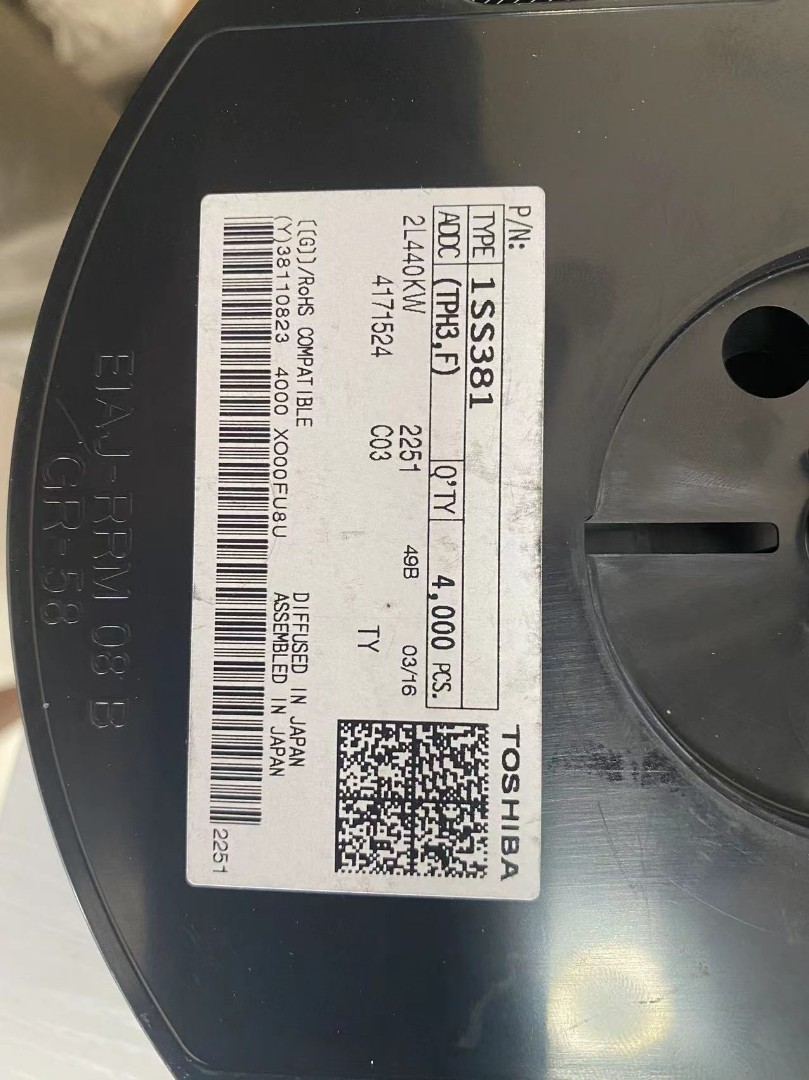 P/N:
TOSHIBA
TYPE 1SS381
ADDC (TPH3,F) Q'TY 4,000 PCS.
2L440KW 2251 49B 03/16
4171524 C03 TY
[[G]]/RoHS COMPATIBLE DIFFUSED IN JAPAN
(Y)38110823 4000 XO00FU8U ASSEMBLED IN JAPAN
2251
EIAJ-RRM 08 B
GR-58